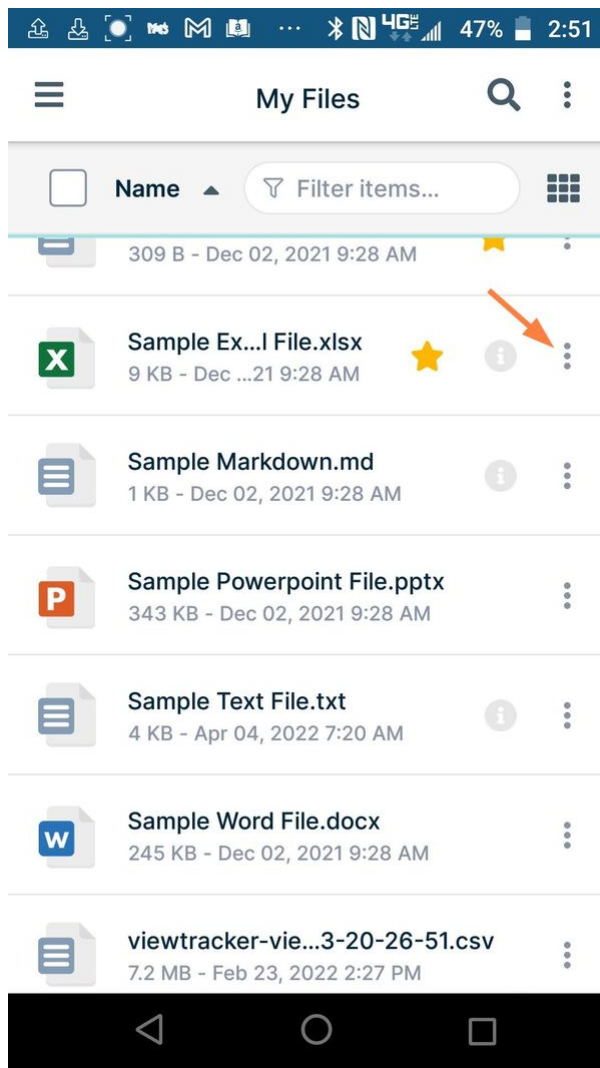 4G LTE 47% 2:51
My Files
Name Filter items...
309 B - Dec 02, 2021 9:28 AM
X
Sample Ex...l File.xlsx
9 KB - Dec ...21 9:28 AM
i
Sample Markdown.md
1 KB - Dec 02, 2021 9:28 AM
i
P
Sample Powerpoint File.pptx
343 KB - Dec 02, 2021 9:28 AM
Sample Text File.txt
4 KB - Apr 04, 2022 7:20 AM
i
W
Sample Word File.docx
245 KB - Dec 02, 2021 9:28 AM
viewtracker-vie...3-20-26-51.csv
7.2 MB - Feb 23, 2022 2:27 PM